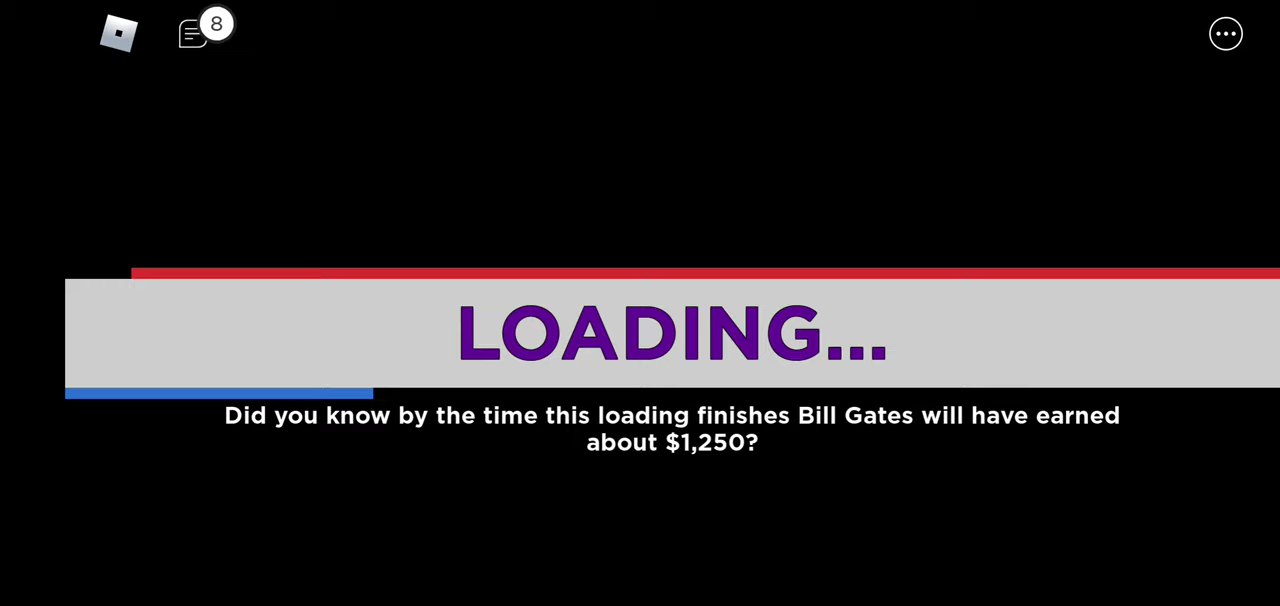 8
LOADING...
Did you know by the time this loading finishes Bill Gates will have earned
about $1,250?